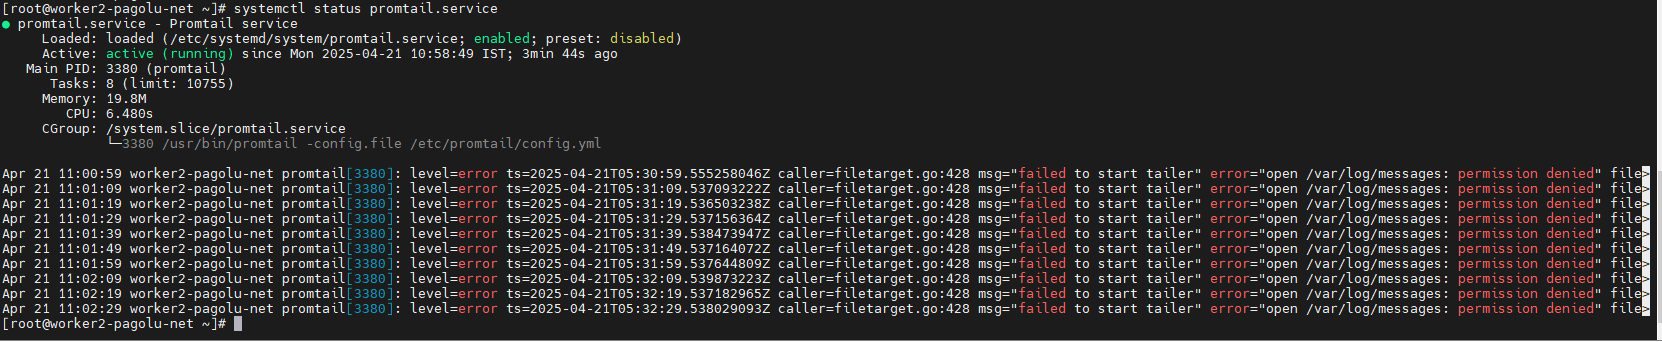 [root@worker2-pagolu-net ~]# systemctl status promtail.service
● promtail.service - Promtail service
Loaded: loaded (/etc/systemd/system/promtail.service; enabled; preset: disabled)
Active: active (running) since Mon 2025-04-21 10:58:49 IST; 3min 44s ago
Main PID: 3380 (promtail)
Tasks: 8 (limit: 10755)
Memory: 19.8M
CPU: 6.480s
CGroup: /system.slice/promtail.service
└─3380 /usr/bin/promtail -config.file /etc/promtail/config.yml
Apr 21 11:00:59 worker2-pagolu-net promtail[3380]: level=error ts=2025-04-21T05:30:59.555258046Z caller=filetarget.go:428 msg="failed to start tailer" error="open /var/log/messages: permission denied" file>
Apr 21 11:01:09 worker2-pagolu-net promtail[3380]: level=error ts=2025-04-21T05:31:09.537093222Z caller=filetarget.go:428 msg="failed to start tailer" error="open /var/log/messages: permission denied" file>
Apr 21 11:01:19 worker2-pagolu-net promtail[3380]: level=error ts=2025-04-21T05:31:19.536503238Z caller=filetarget.go:428 msg="failed to start tailer" error="open /var/log/messages: permission denied" file>
Apr 21 11:01:29 worker2-pagolu-net promtail[3380]: level=error ts=2025-04-21T05:31:29.537156364Z caller=filetarget.go:428 msg="failed to start tailer" error="open /var/log/messages: permission denied" file>
Apr 21 11:01:39 worker2-pagolu-net promtail[3380]: level=error ts=2025-04-21T05:31:39.538473947Z caller=filetarget.go:428 msg="failed to start tailer" error="open /var/log/messages: permission denied" file>
Apr 21 11:01:49 worker2-pagolu-net promtail[3380]: level=error ts=2025-04-21T05:31:49.537164072Z caller=filetarget.go:428 msg="failed to start tailer" error="open /var/log/messages: permission denied" file>
Apr 21 11:01:59 worker2-pagolu-net promtail[3380]: level=error ts=2025-04-21T05:31:59.537644809Z caller=filetarget.go:428 msg="failed to start tailer" error="open /var/log/messages: permission denied" file>
Apr 21 11:02:09 worker2-pagolu-net promtail[3380]: level=error ts=2025-04-21T05:32:09.539873223Z caller=filetarget.go:428 msg="failed to start tailer" error="open /var/log/messages: permission denied" file>
Apr 21 11:02:19 worker2-pagolu-net promtail[3380]: level=error ts=2025-04-21T05:32:19.537182965Z caller=filetarget.go:428 msg="failed to start tailer" error="open /var/log/messages: permission denied" file>
Apr 21 11:02:29 worker2-pagolu-net promtail[3380]: level=error ts=2025-04-21T05:32:29.538029093Z caller=filetarget.go:428 msg="failed to start tailer" error="open /var/log/messages: permission denied" file>
[root@worker2-pagolu-net ~]#